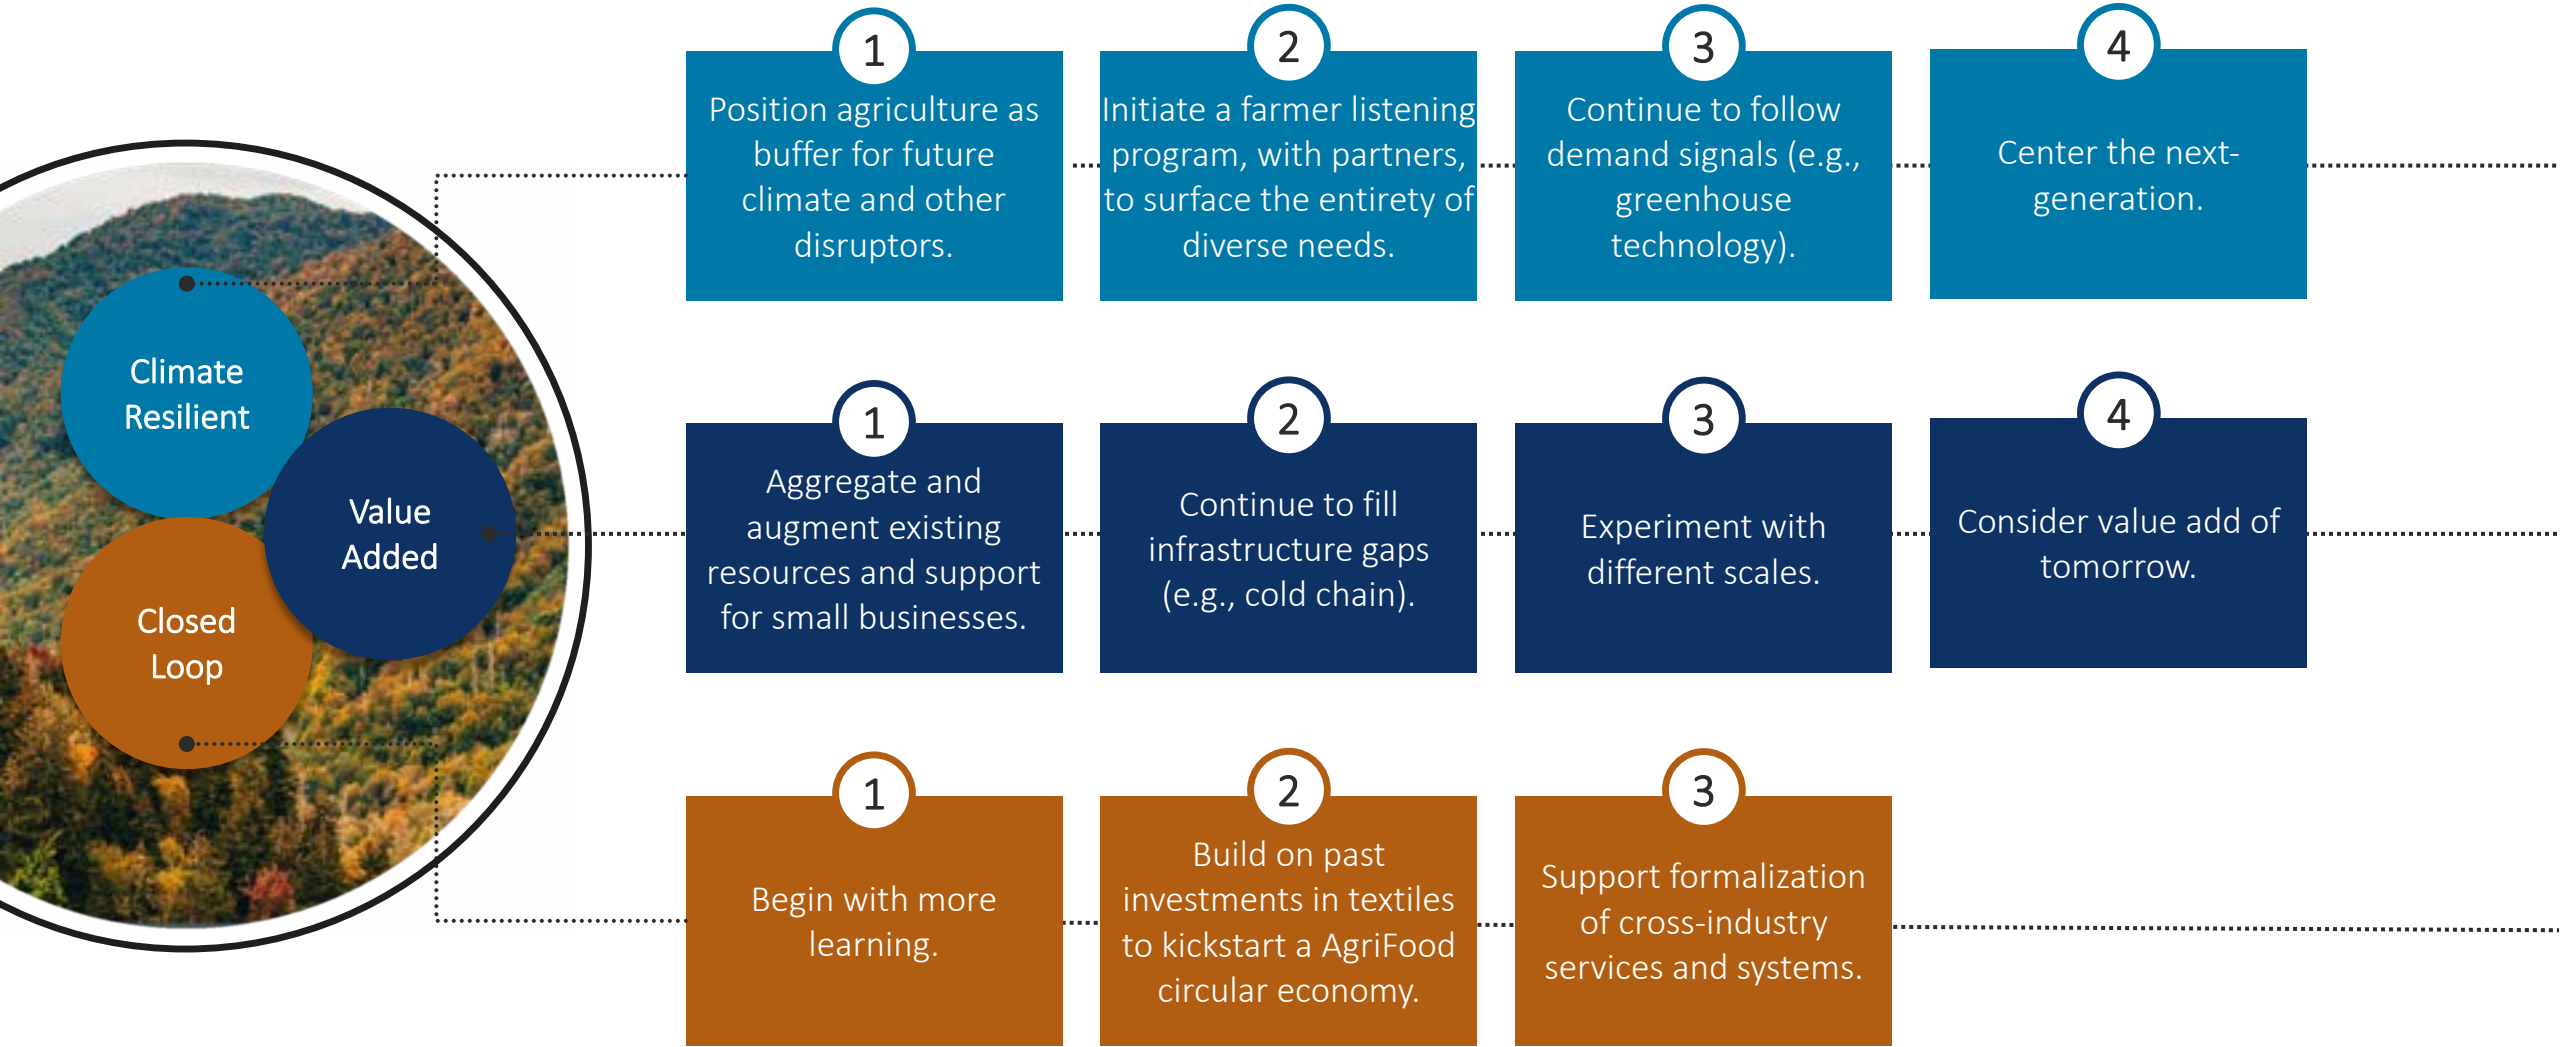 Climate
Resilient
Value
Added
Closed
Loop
1
Position agriculture as
buffer for future
climate and other
disruptors.
2
Initiate a farmer listening
program, with partners,
to surface the entirety of
diverse needs.
3
Continue to follow
demand signals (e.g.,
greenhouse
technology).
4
Center the next-
generation.
1
Aggregate and
augment existing
resources and support
for small businesses.
2
Continue to fill
infrastructure gaps
(e.g., cold chain).
3
Experiment with
different scales.
4
Consider value add of
tomorrow.
1
Begin with more
learning.
2
Build on past
investments in textiles
to kickstart a AgriFood
circular economy.
3
Support formalization
of cross-industry
services and systems.